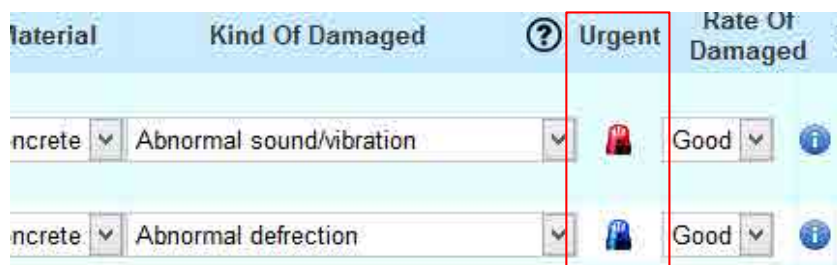 laterial Kind Of Damaged ? Urgent Rate Of Damaged
ncrete Abnormal sound/vibration Good i
ncrete Abnormal defrection Good i